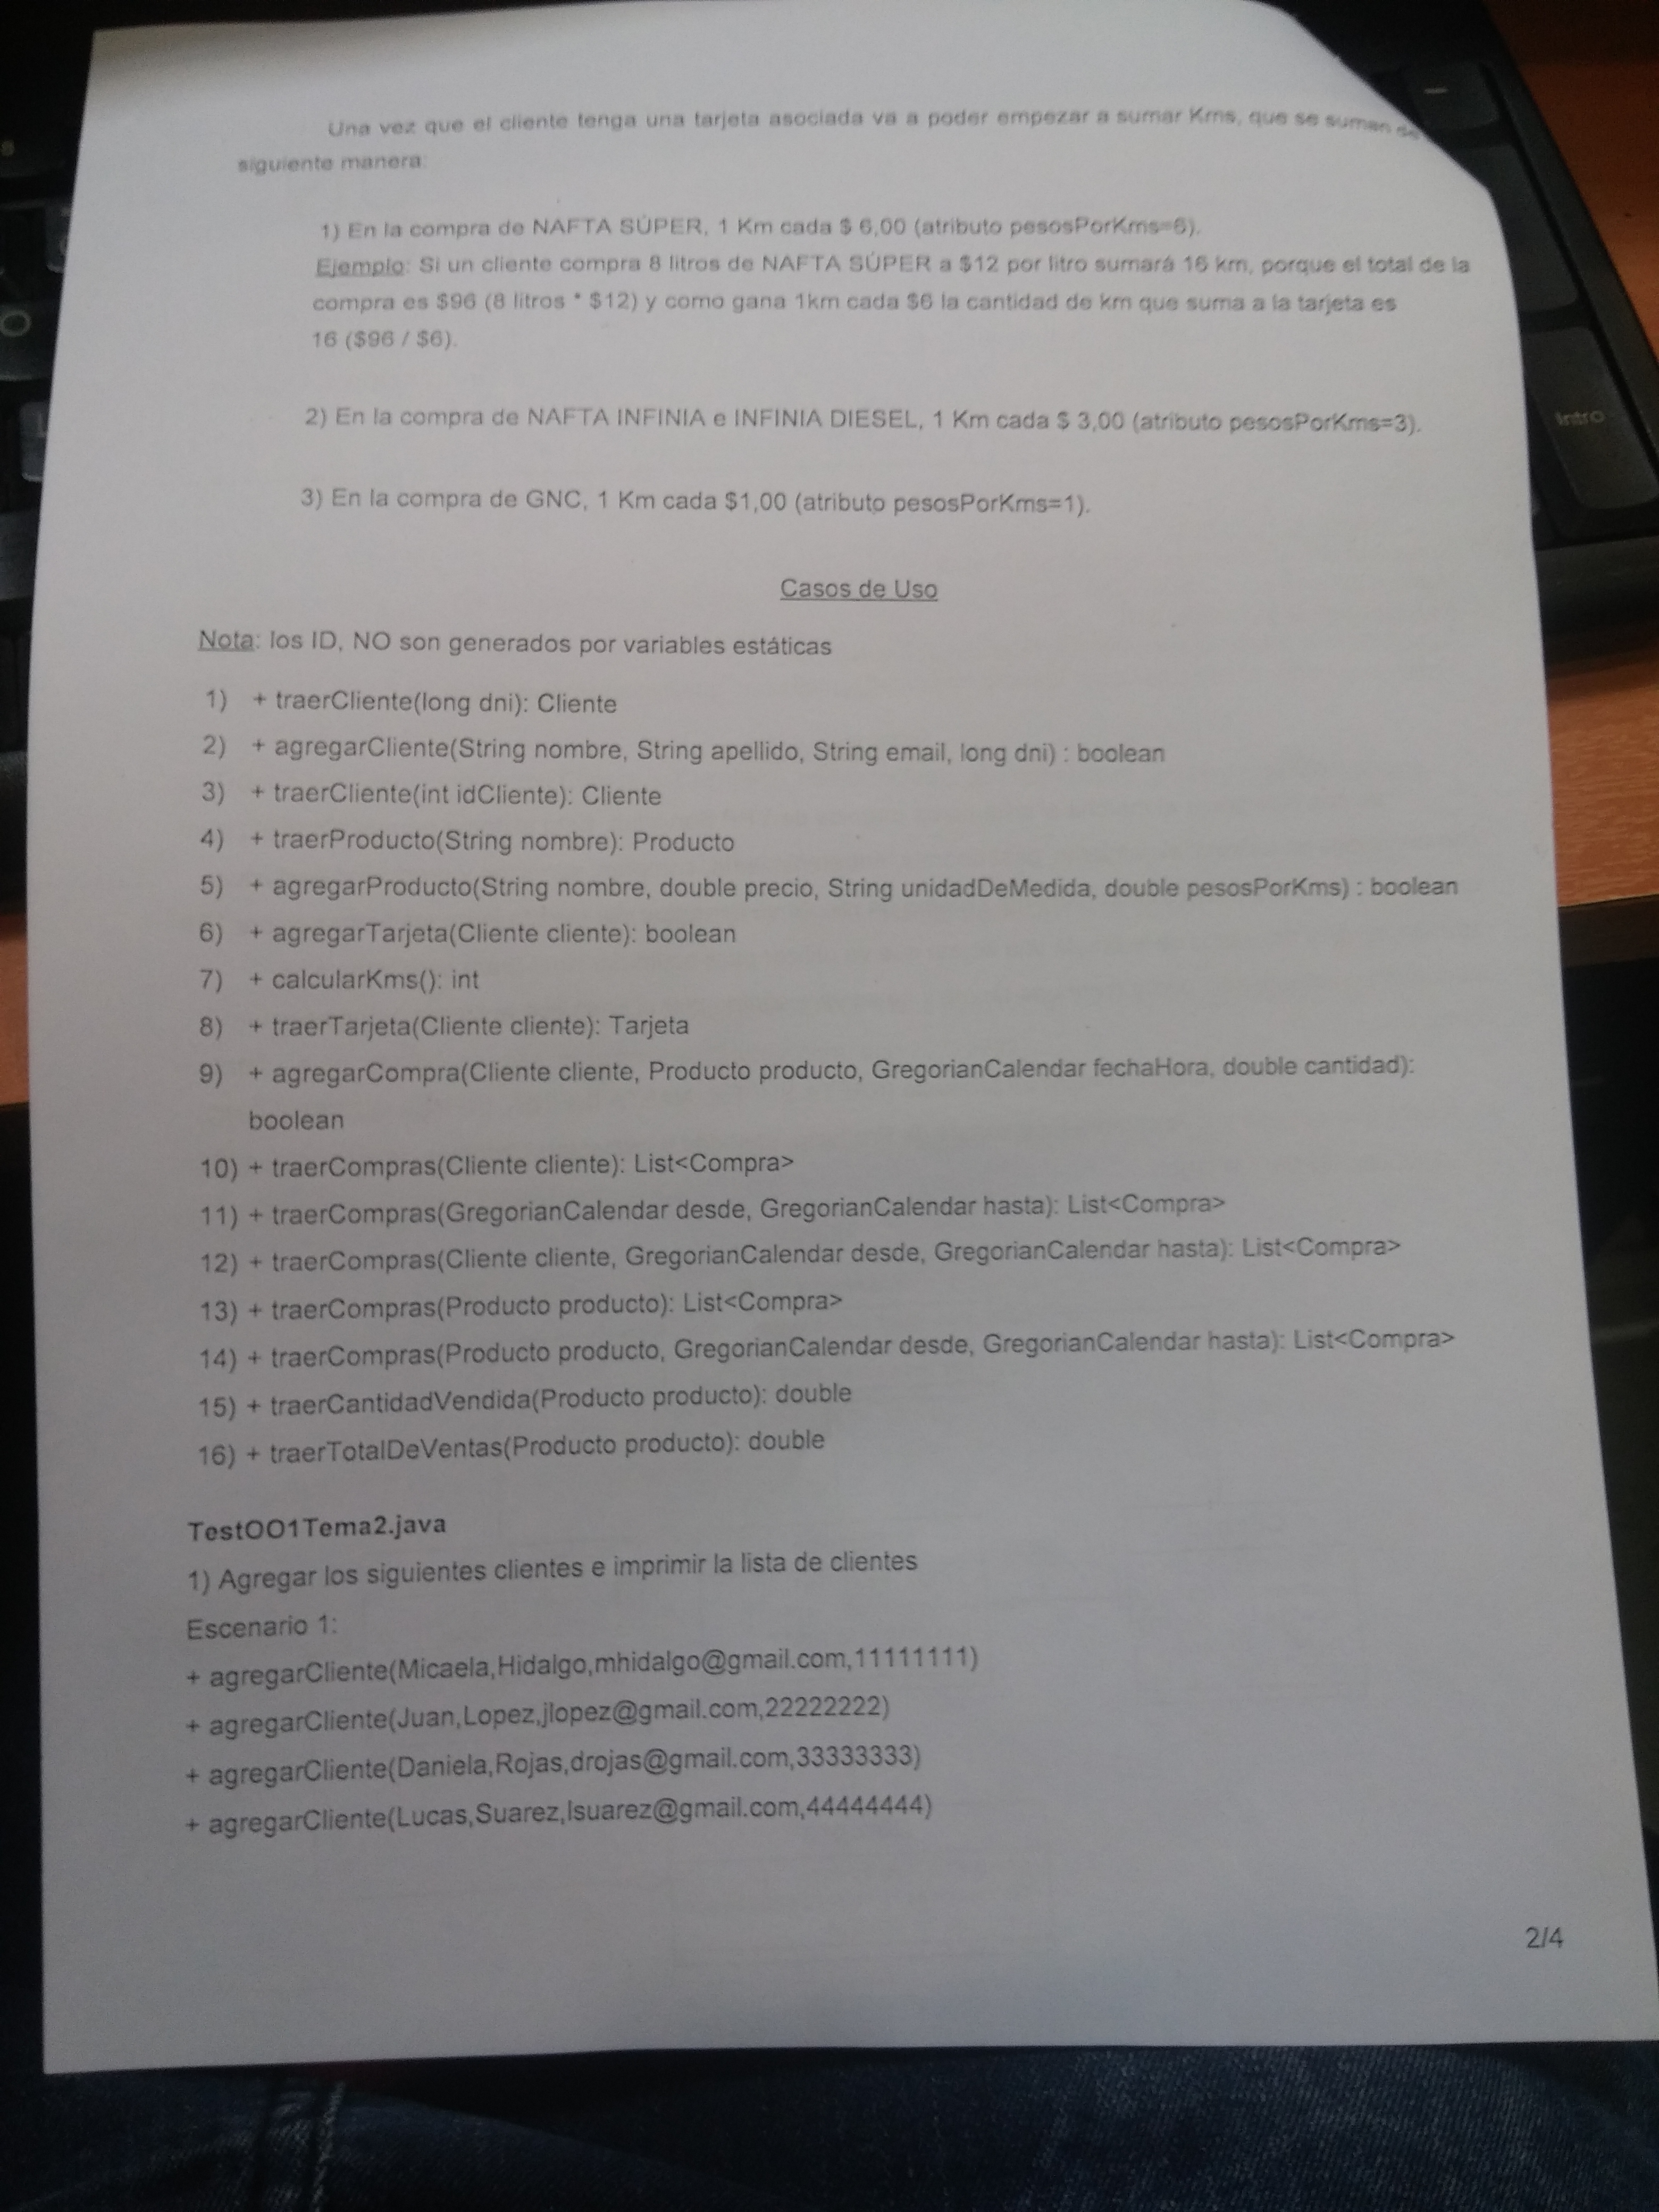 Una vez que el cliente tenga una tarjeta asociada va a poder empezar a sumar Kms, que se suman de
siguiente manera:
1) En la compra de NAFTA SÚPER, 1 Km cada $ 6,00 (atributo pesosPorKms=6).
Ejemplo: Si un cliente compra 8 litros de NAFTA SÚPER a $12 por litro sumará 16 km, porque el total de la
compra es $96 (8 litros * $12) y como gana 1km cada $6 la cantidad de km que suma a la tarjeta es
16 ($96 / $6).
2) En la compra de NAFTA INFINIA e INFINIA DIESEL, 1 Km cada $ 3,00 (atributo pesosPorKms=3).
3) En la compra de GNC, 1 Km cada $1,00 (atributo pesosPorKms=1).
Casos de Uso
Nota: los ID, NO son generados por variables estáticas
1) + traerCliente(long dni): Cliente
2) + agregarCliente(String nombre, String apellido, String email, long dni) : boolean
3) + traerCliente(int idCliente): Cliente
4) + traerProducto(String nombre): Producto
5) + agregarProducto(String nombre, double precio, String unidadDeMedida, double pesosPorKms) : boolean
6) + agregarTarjeta(Cliente cliente): boolean
7) + calcularKms(): int
8) + traerTarjeta(Cliente cliente): Tarjeta
9) + agregarCompra(Cliente cliente, Producto producto, GregorianCalendar fechaHora, double cantidad):
boolean
10) + traerCompras(Cliente cliente): List<Compra>
11) + traerCompras(GregorianCalendar desde, GregorianCalendar hasta): List<Compra>
12) + traerCompras(Cliente cliente, GregorianCalendar desde, GregorianCalendar hasta): List<Compra>
13) + traerCompras(Producto producto): List<Compra>
14) + traerCompras(Producto producto, GregorianCalendar desde, GregorianCalendar hasta): List<Compra>
15) + traerCantidadVendida(Producto producto): double
16) + traerTotalDeVentas(Producto producto): double
TestOO1Tema2.java
1) Agregar los siguientes clientes e imprimir la lista de clientes
Escenario 1:
+ agregarCliente(Micaela,Hidalgo,mhidalgo@gmail.com,11111111)
+ agregarCliente(Juan,Lopez,jlopez@gmail.com,22222222)
+ agregarCliente(Daniela,Rojas,drojas@gmail.com,33333333)
+ agregarCliente(Lucas,Suarez,lsuarez@gmail.com,44444444)
2/4
Intro